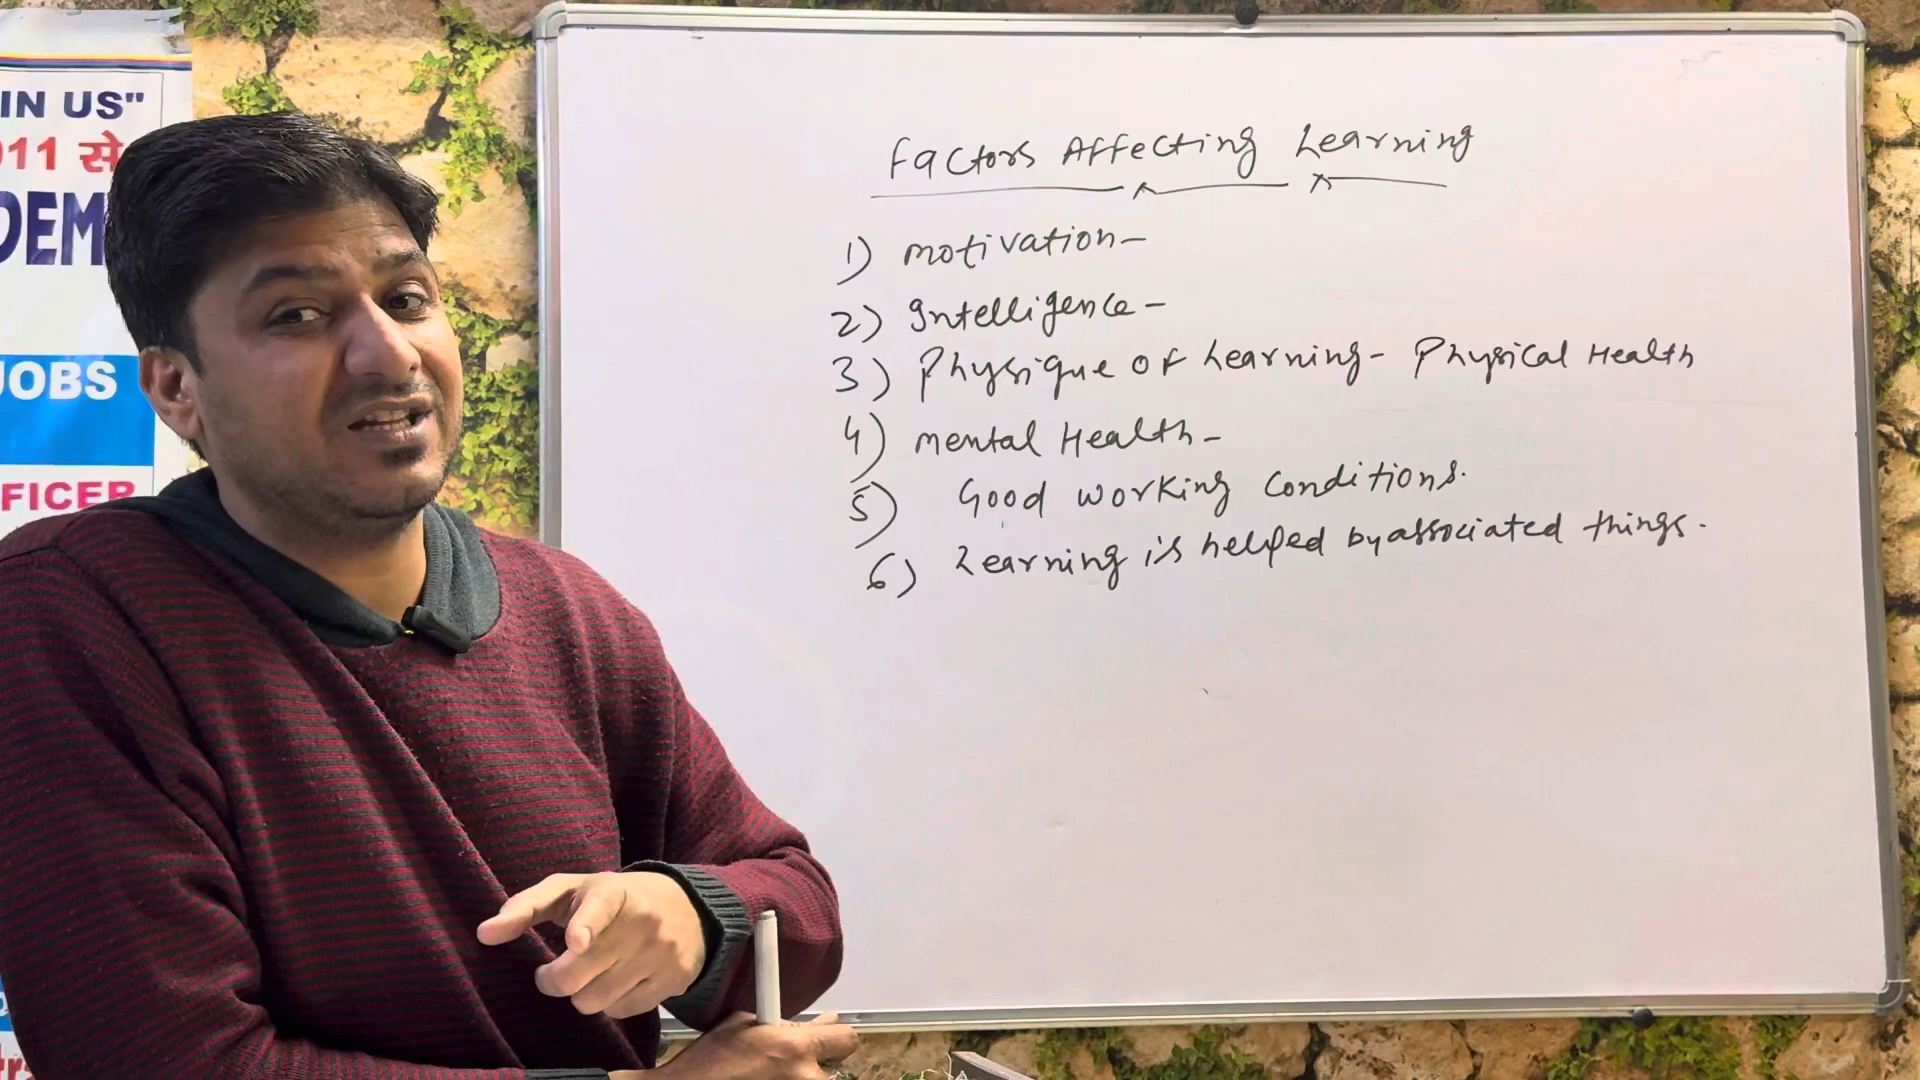 IN US"
011 से
DEM
JOBS
FFICER
Factors Affecting Learning
1) Motivation-
2) Intelligence-
3) Physique of Learning- Physical Health
4) Mental Health-
5) Good working conditions.
6) Learning is helped by associated things.